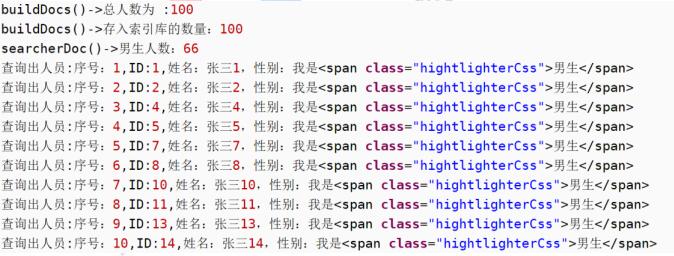 buildDocs()->总人数为 :100
buildDocs()->存入索引库的数量：100
searcherDoc()->男生人数：66
查询出人员:序号：1,ID:1,姓名：张三1，性别：我是<span class="hightlighterCss">男生</span>
查询出人员:序号：2,ID:2,姓名：张三2，性别：我是<span class="hightlighterCss">男生</span>
查询出人员:序号：3,ID:4,姓名：张三4，性别：我是<span class="hightlighterCss">男生</span>
查询出人员:序号：4,ID:5,姓名：张三5，性别：我是<span class="hightlighterCss">男生</span>
查询出人员:序号：5,ID:7,姓名：张三7，性别：我是<span class="hightlighterCss">男生</span>
查询出人员:序号：6,ID:8,姓名：张三8，性别：我是<span class="hightlighterCss">男生</span>
查询出人员:序号：7,ID:10,姓名：张三10，性别：我是<span class="hightlighterCss">男生</span>
查询出人员:序号：8,ID:11,姓名：张三11，性别：我是<span class="hightlighterCss">男生</span>
查询出人员:序号：9,ID:13,姓名：张三13，性别：我是<span class="hightlighterCss">男生</span>
查询出人员:序号：10,ID:14,姓名：张三14，性别：我是<span class="hightlighterCss">男生</span>